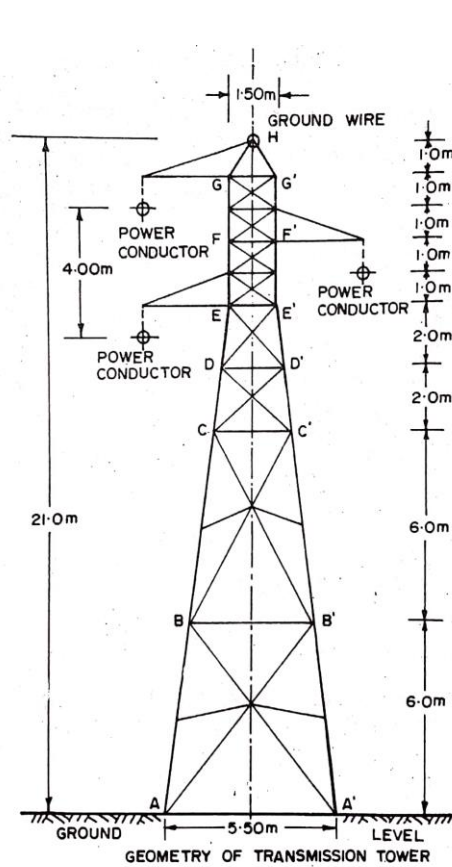 1·50m
GROUND WIRE
H
1·0m
G G'
1·0m
1·0m
POWER
CONDUCTOR
F F'
1·0m
4·00m
1·0m
POWER
CONDUCTOR
E E'
POWER
CONDUCTOR
2·0m
D D'
2·0m
C C'
21·0m
6·0m
B B'
6·0m
A A'
GROUND
5·50m
LEVEL
GEOMETRY OF TRANSMISSION TOWER